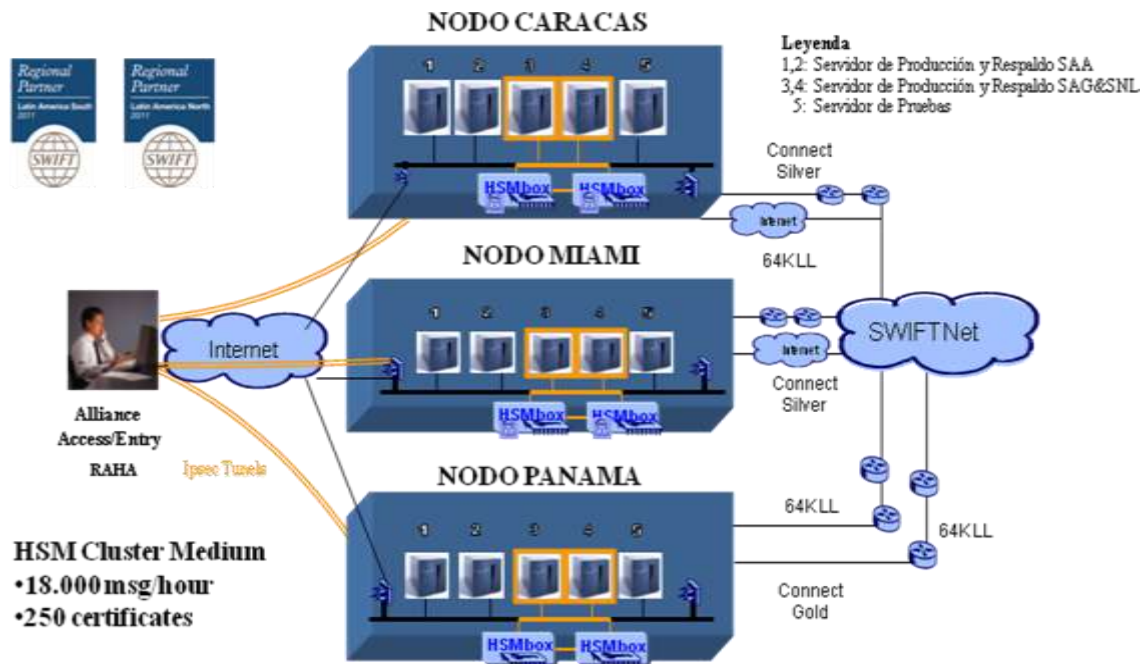 NODO CARACAS
Regional
Partner
Latin America South
2011
SWIFT
Regional
Partner
Latin America North
2011
SWIFT
Leyenda
1,2: Servidor de Producción y Respaldo SAA
3,4: Servidor de Producción y Respaldo SAG&SNL
5: Servidor de Pruebas
1 2 3 4 5
HSMbox HSMbox
Connect
Silver
Internet
64KLL
NODO MIAMI
1 2 3 4 5
HSMbox HSMbox
Internet
Internet
Connect
Silver
SWIFTNet
Alliance
Access/Entry
RAHA
Ipsec Tunels
NODO PANAMA
1 2 3 4 5
HSMbox HSMbox
64KLL
64KLL
Connect
Gold
HSM Cluster Medium
•18.000 msg/hour
•250 certificates